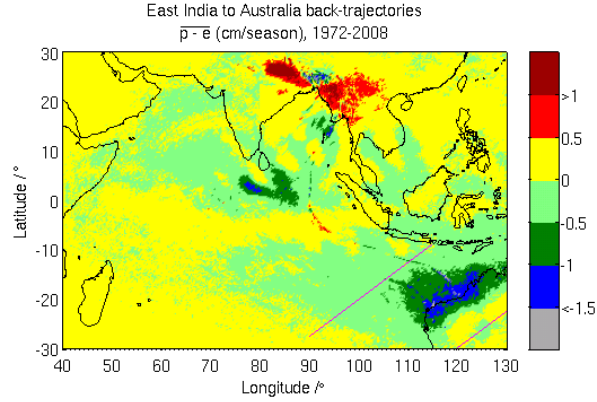 East India to Australia back-trajectories
p - e (cm/season), 1972-2008
30
20
10
0
-10
-20
-30
Latitude /°
40 50 60 70 80 90 100 110 120 130
Longitude /°
>1
0.5
0
-0.5
-1
<-1.5